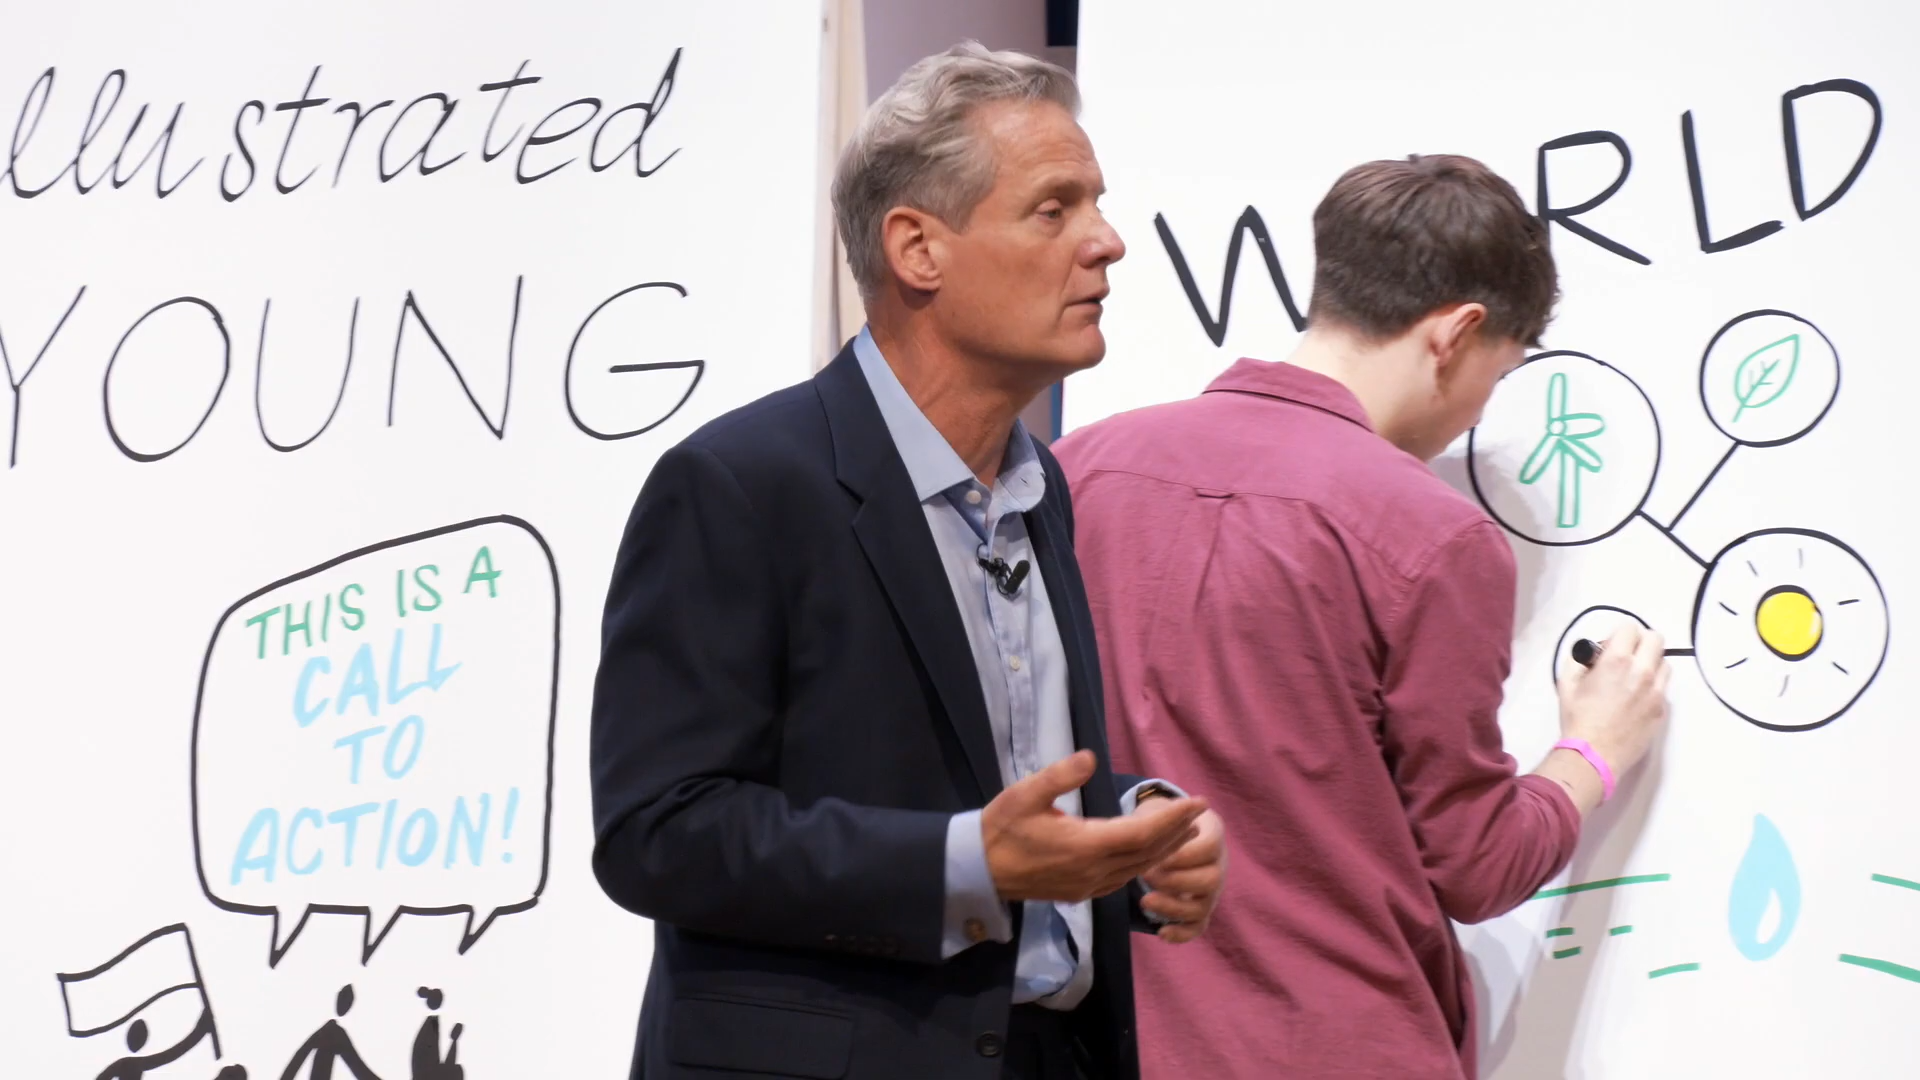 llustrated
YOUNG
THIS IS A
CALL
TO
ACTION!
W RLD